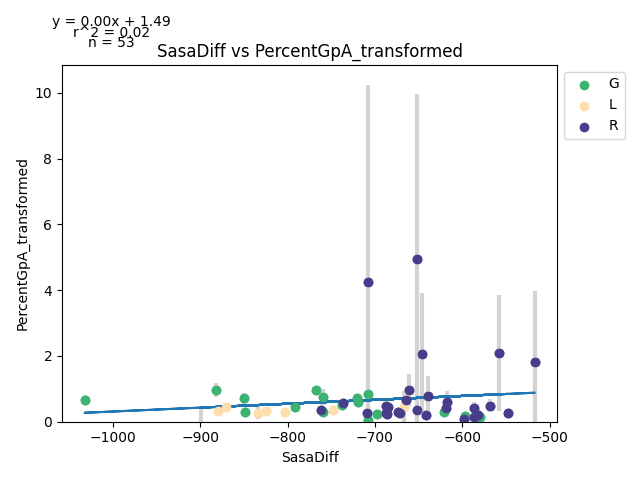 y = 0.00x + 1.49
r^2 = 0.02
n = 53
SasaDiff vs PercentGpA_transformed
G
L
R
PercentGpA_transformed
10
8
6
4
2
0
−1000
−900
−800
−700
−600
−500
SasaDiff